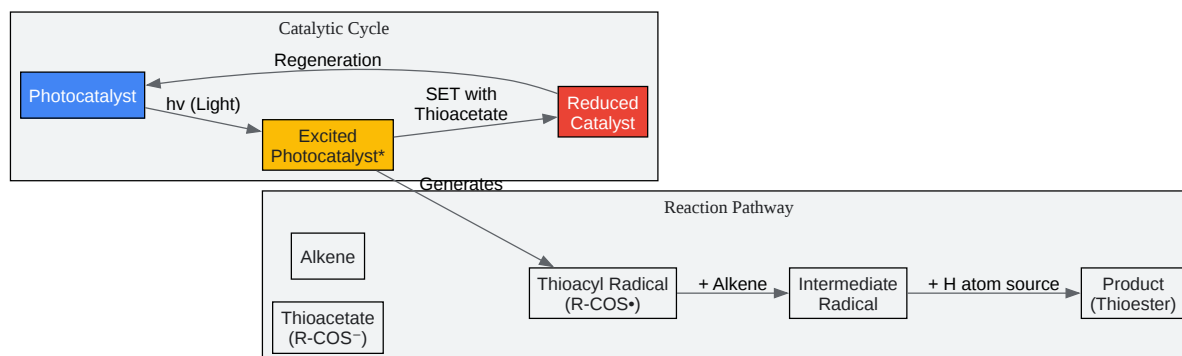 Catalytic Cycle
Regeneration
Photocatalyst
hv (Light)
SET with
Thioacetate
Reduced
Catalyst
Excited
Photocatalyst*
Generates
Reaction Pathway
Alkene
Thioacetate
(R-COS⁻)
Thioacyl Radical
(R-COS•)
+ Alkene
Intermediate
Radical
+ H atom source
Product
(Thioester)